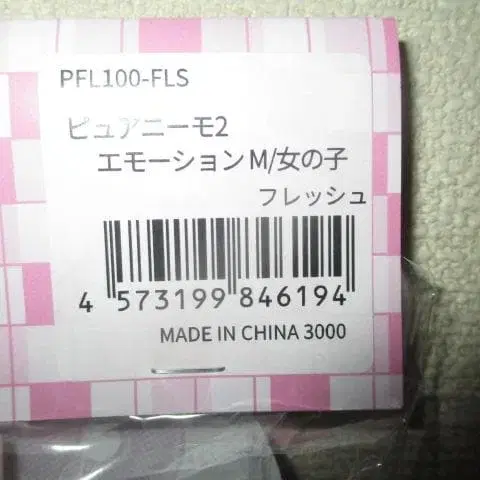 PFL100-FLS
ピュアニーモ2
エモーションM/女の子
フレッシュ
4 573199 846194
MADE IN CHINA 3000